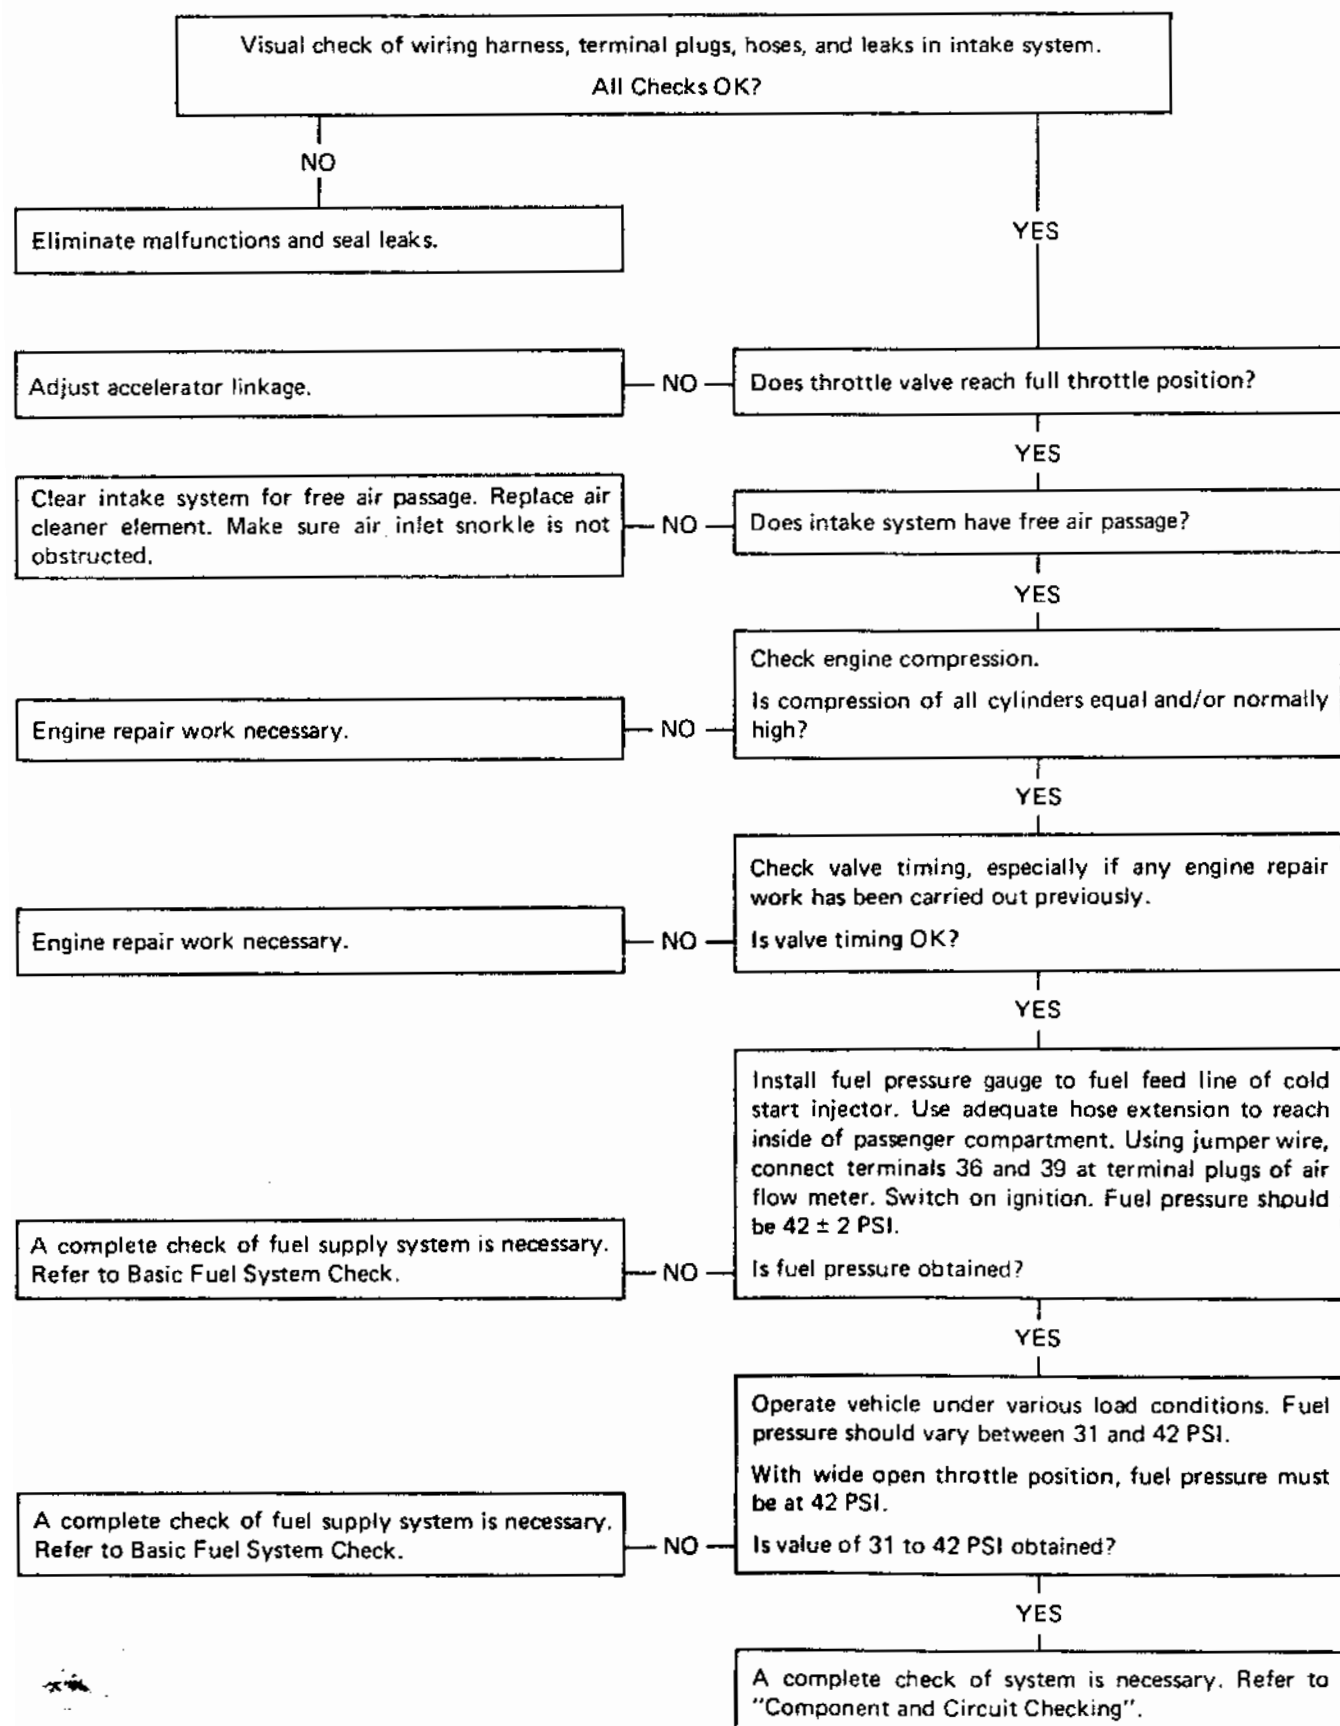 Visual check of wiring harness, terminal plugs, hoses, and leaks in intake system.
All Checks OK?
NO
YES
Eliminate malfunctions and seal leaks.
Adjust accelerator linkage.
NO
Does throttle valve reach full throttle position?
YES
Clear intake system for free air passage. Replace air
cleaner element. Make sure air inlet snorkle is not
obstructed.
NO
Does intake system have free air passage?
YES
Check engine compression.
Is compression of all cylinders equal and/or normally
high?
Engine repair work necessary.
NO
YES
Check valve timing, especially if any engine repair
work has been carried out previously.
Is valve timing OK?
Engine repair work necessary.
NO
YES
Install fuel pressure gauge to fuel feed line of cold
start injector. Use adequate hose extension to reach
inside of passenger compartment. Using jumper wire,
connect terminals 36 and 39 at terminal plugs of air
flow meter. Switch on ignition. Fuel pressure should
be 42 ± 2 PSI.
Is fuel pressure obtained?
A complete check of fuel supply system is necessary.
Refer to Basic Fuel System Check.
NO
YES
Operate vehicle under various load conditions. Fuel
pressure should vary between 31 and 42 PSI.
With wide open throttle position, fuel pressure must
be at 42 PSI.
Is value of 31 to 42 PSI obtained?
A complete check of fuel supply system is necessary.
Refer to Basic Fuel System Check.
NO
YES
A complete check of system is necessary. Refer to
"Component and Circuit Checking".